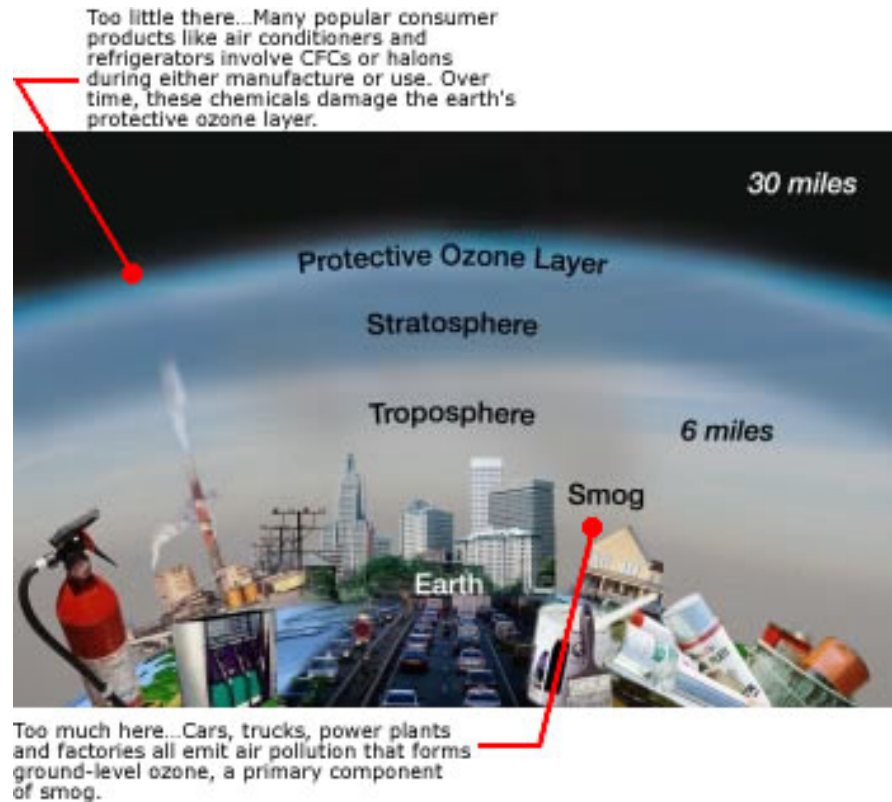 Too little there...Many popular consumer
products like air conditioners and
refrigerators involve CFCs or halons
during either manufacture or use. Over
time, these chemicals damage the earth's
protective ozone layer.
30 miles
Protective Ozone Layer
Stratosphere
Troposphere
6 miles
Smog
Earth
Too much here...Cars, trucks, power plants
and factories all emit air pollution that forms
ground-level ozone, a primary component
of smog.